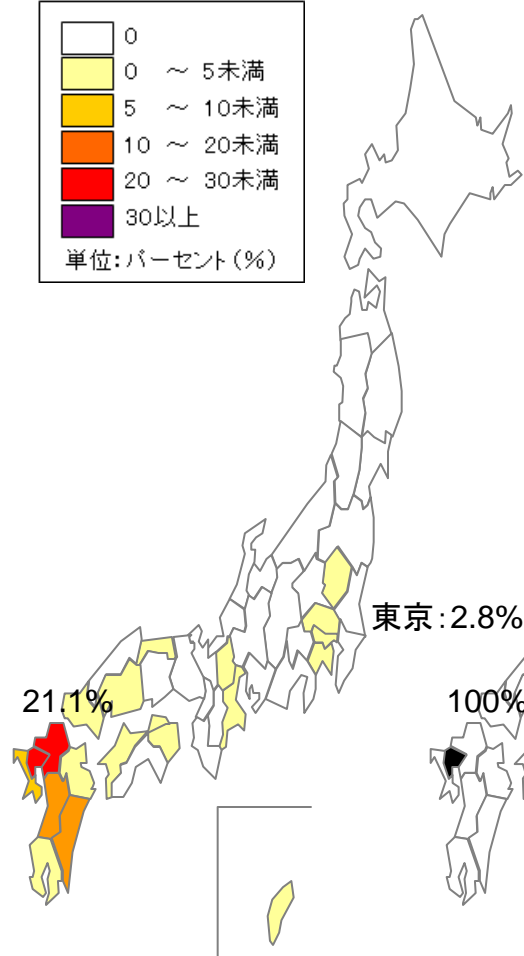 0
0 ～ 5未満
5 ～ 10未満
10 ～ 20未満
20 ～ 30未満
30以上
単位:パーセント(%)
東京:2.8%
21.1%
100%